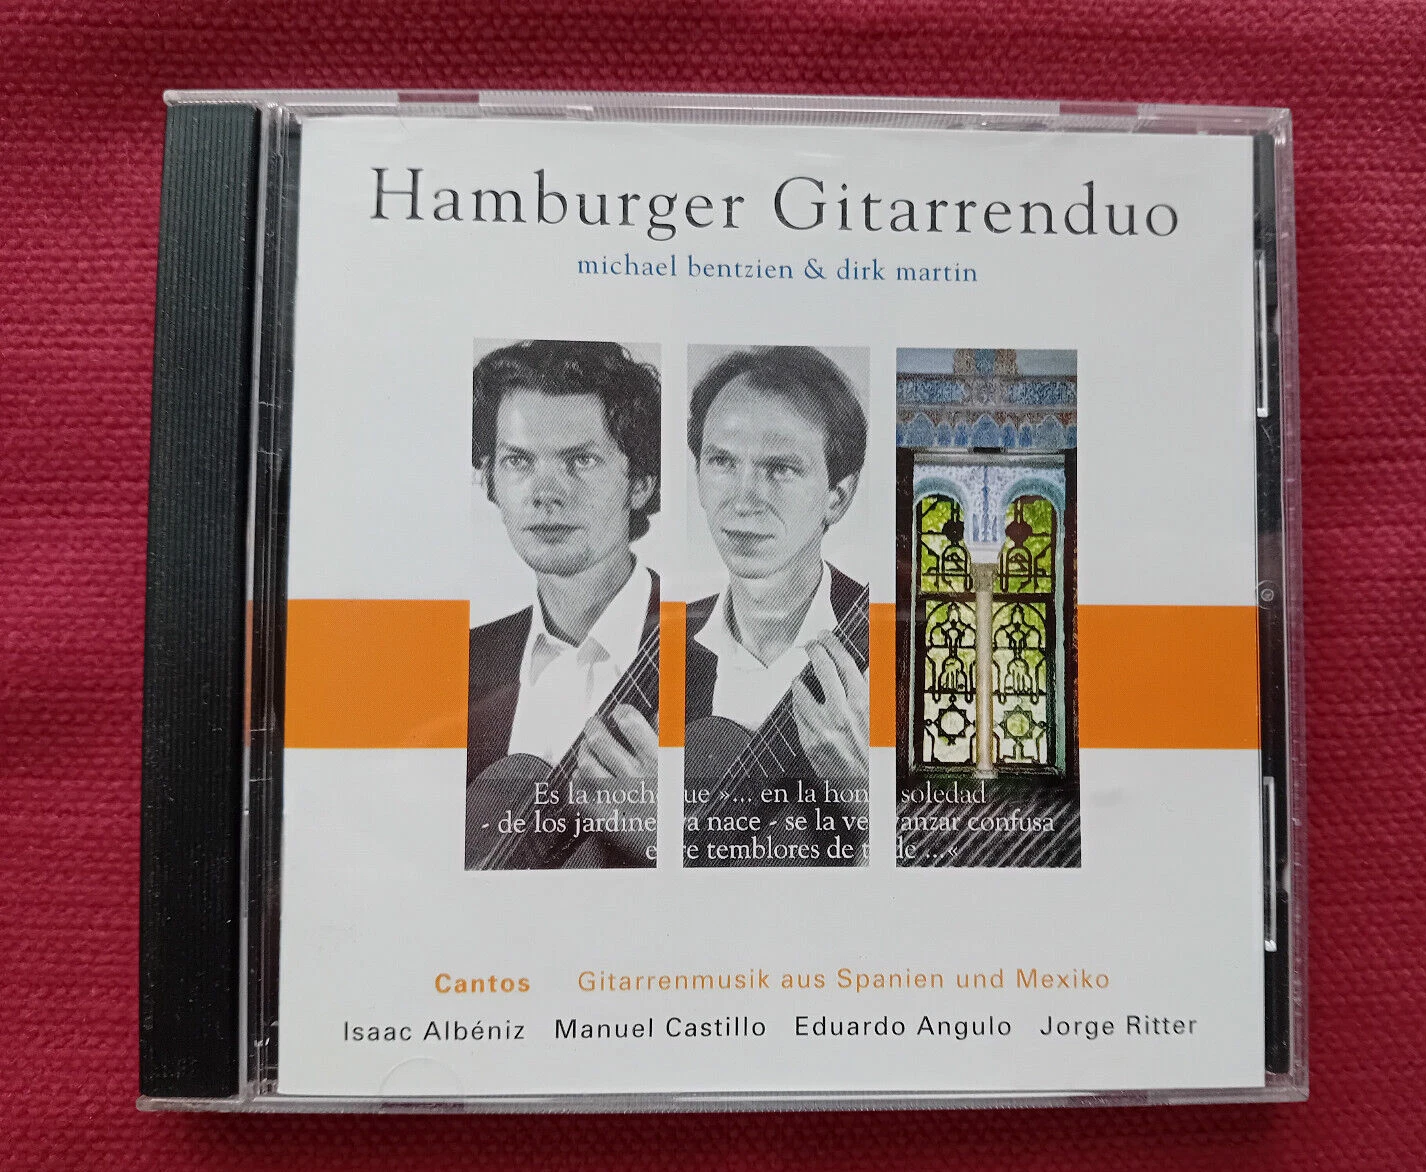 Hamburger Gitarrenduo
michael bentzien & dirk martin
Es la noch ue »... en la hon soledad
- de los jardine a nace - se la ve anzar confusa
e e temblores de t de ...«
Cantos Gitarrenmusik aus Spanien und Mexiko
Isaac Albéniz Manuel Castillo Eduardo Angulo Jorge Ritter